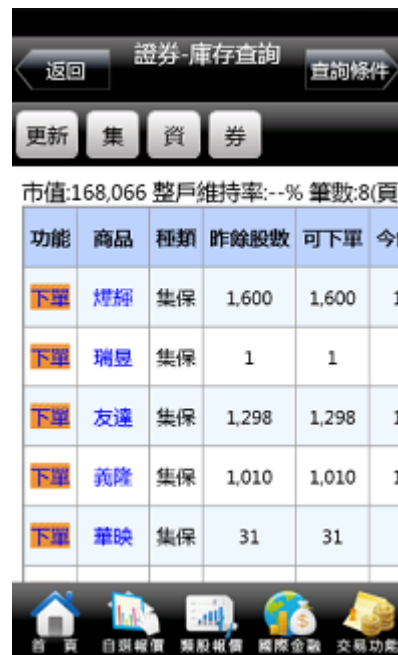 證券-庫存查詢
返回
查詢條件
更新 集 資 券
市值:168,066 整戶維持率:--% 筆數:8(頁
功能 商品 種類 昨餘股數 可下單
下單 燁輝 集保 1,600 1,600 1
下單 瑞昱 集保 1 1
下單 友達 集保 1,298 1,298 1
下單 義隆 集保 1,010 1,010 1
下單 華映 集保 31 31
首頁 自選報價 類股報價 國際金融 交易功能